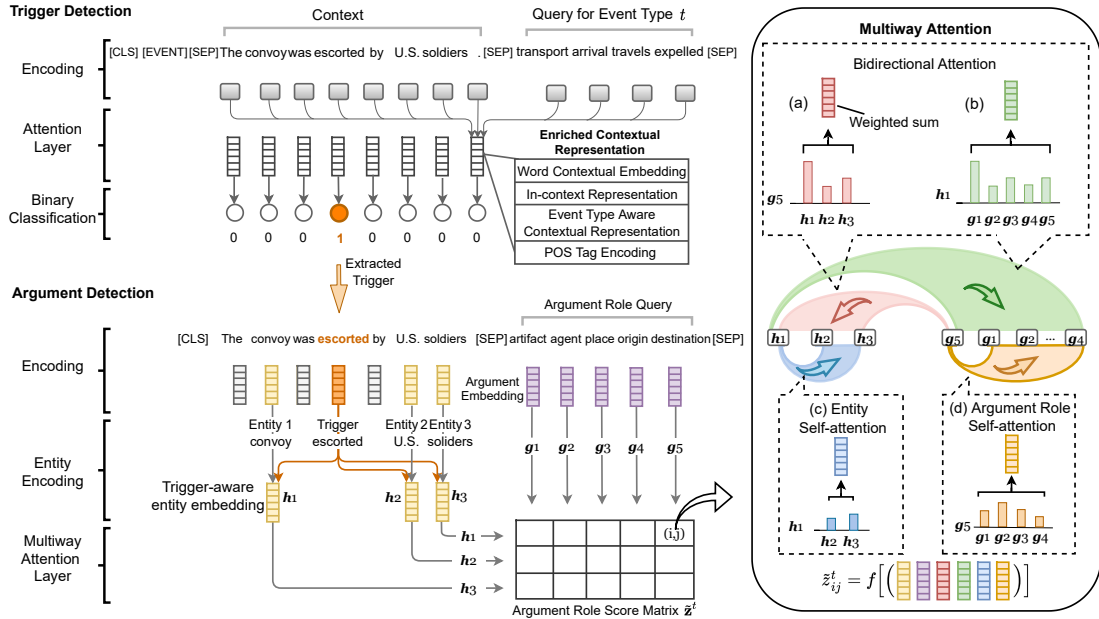 Trigger Detection
Context
Query for Event Type t
Encoding
[CLS] [EVENT] [SEP] The convoy was escorted by U.S. soldiers . [SEP] transport arrival travels expelled [SEP]
Attention
Layer
Enriched Contextual
Representation
Word Contextual Embedding
In-context Representation
Event Type Aware
Contextual Representation
POS Tag Encoding
Binary
Classification
0 0 0 1 0 0 0 0
Extracted
Trigger
Argument Detection
Argument Role Query
Encoding
[CLS] The convoy was escorted by U.S. soldiers [SEP] artifact agent place origin destination [SEP]
Argument
Embedding
Entity 1
convoy
Trigger
escorted
Entity 2
U.S.
Entity 3
soliders
g1 g2 g3 g4 g5
Entity
Encoding
Trigger-aware
entity embedding
h1 h2 h3
Multiway
Attention
Layer
h1
h2
h3
(i,j)
Argument Role Score Matrix z̃^t
Multiway Attention
Bidirectional Attention
(a)
Weighted sum
g5
h1 h2 h3
(b)
h1
g1 g2 g3 g4 g5
h1 h2 h3 g5 g1 g2 ... g4
(c) Entity
Self-attention
h1
h2 h3
(d) Argument Role
Self-attention
g5
g1 g2 g3 g4
z̃^t_ij = f[( )]